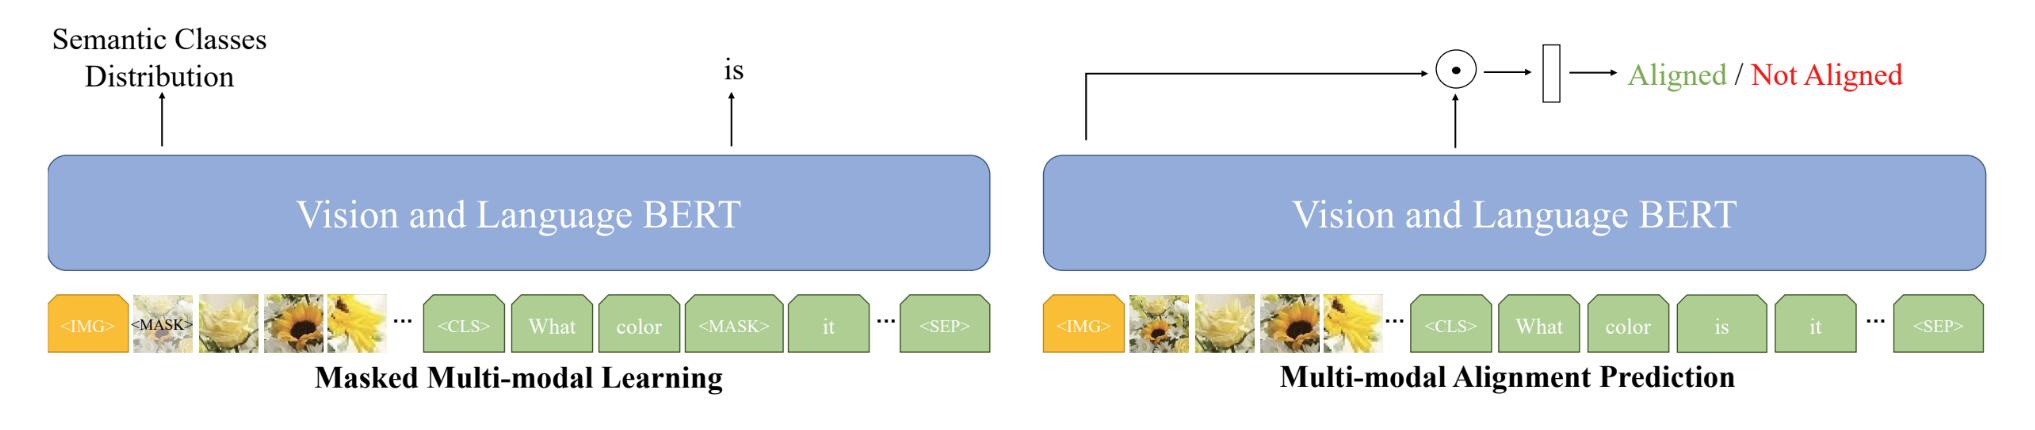 Semantic Classes
Distribution
is
Vision and Language BERT
<IMG> <MASK> ... <CLS> What color <MASK> it ... <SEP>
Masked Multi-modal Learning
Aligned / Not Aligned
Vision and Language BERT
<IMG> ... <CLS> What color is it ... <SEP>
Multi-modal Alignment Prediction